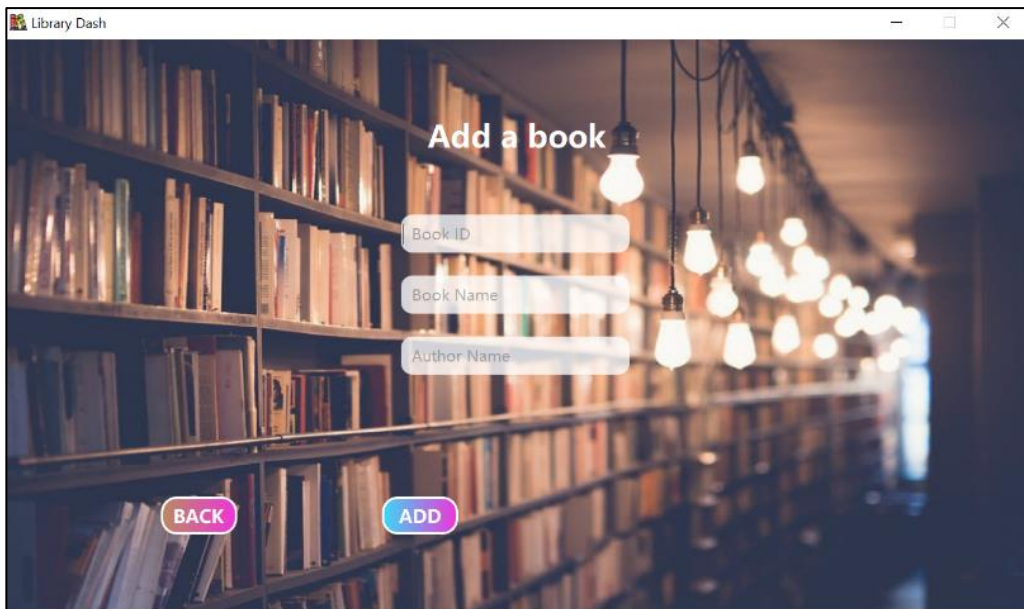 Library Dash
Add a book
Book ID
Book Name
Author Name
BACK
ADD